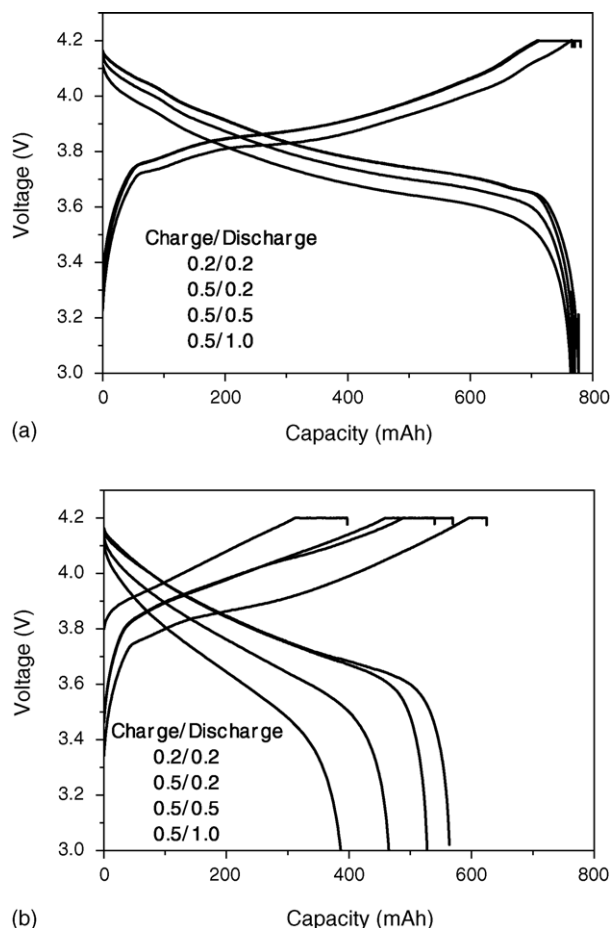 4.2
4.0
3.8
3.6
3.4
3.2
3.0
Voltage (V)
Charge/Discharge
0.2/0.2
0.5/0.2
0.5/0.5
0.5/1.0
0 200 400 600 800
(a)
Capacity (mAh)
4.2
4.0
3.8
3.6
3.4
3.2
3.0
Voltage (V)
Charge/Discharge
0.2/0.2
0.5/0.2
0.5/0.5
0.5/1.0
0 200 400 600 800
(b)
Capacity (mAh)